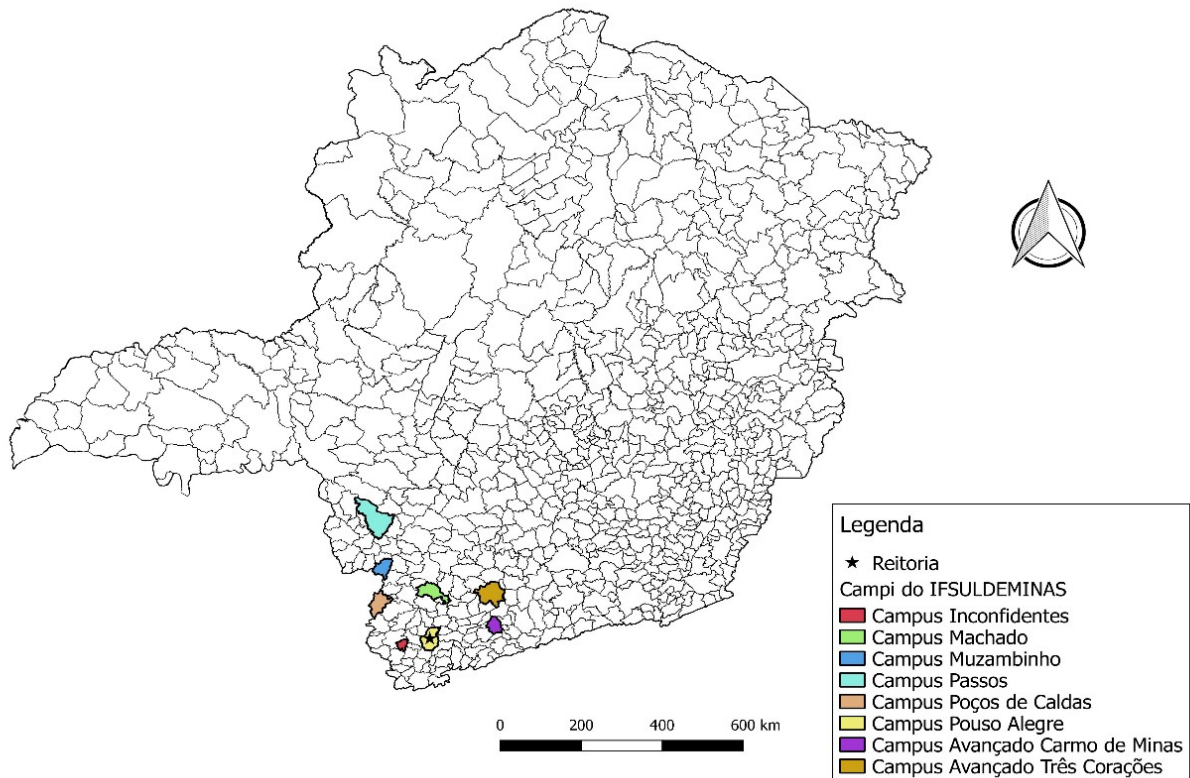 Legenda
Reitoria
Campi do IFSULDEMINAS
Campus Inconfidentes
Campus Machado
Campus Muzambinho
Campus Passos
Campus Poços de Caldas
Campus Pouso Alegre
Campus Avançado Carmo de Minas
Campus Avançado Três Corações
0 200 400 600 km